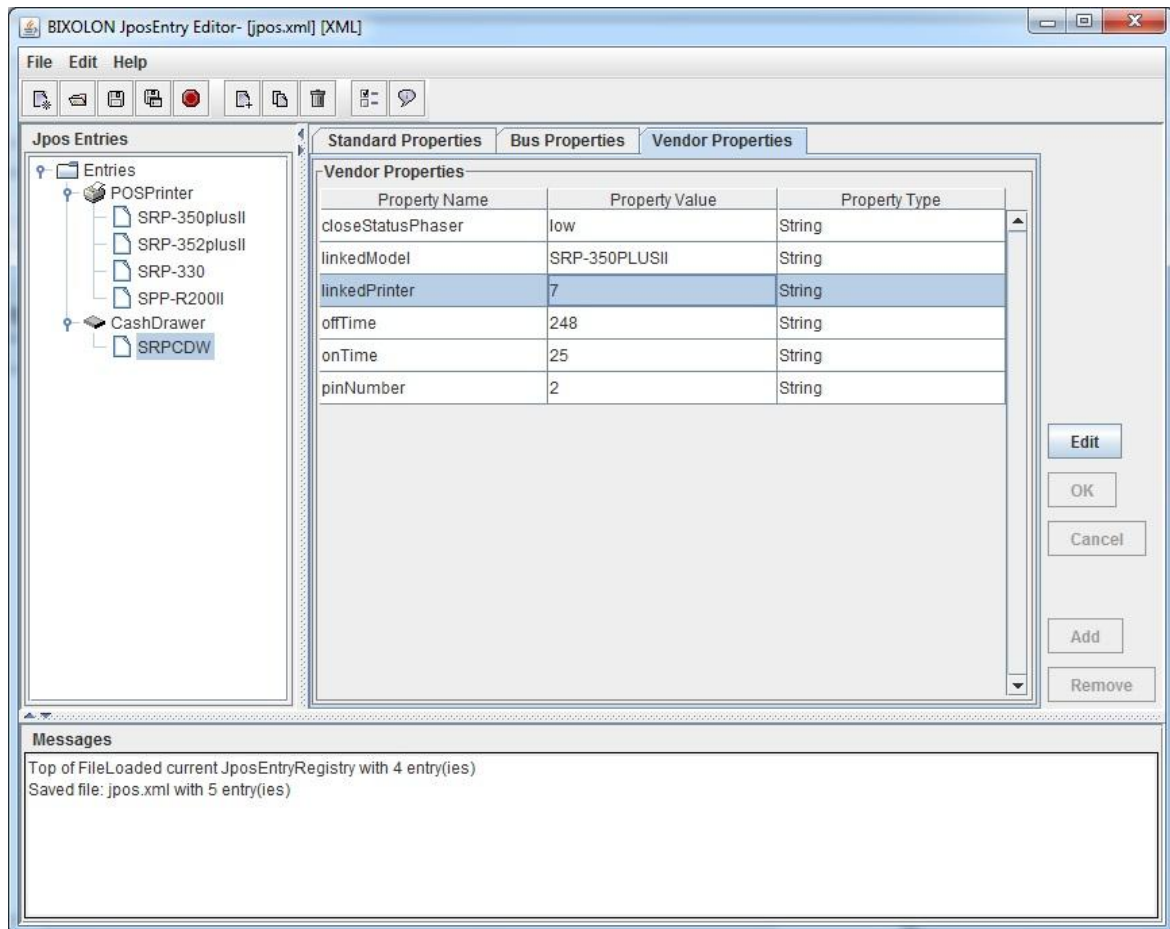 BIXOLON JposEntry Editor- [jpos.xml] [XML]
File Edit Help
Jpos Entries
Entries
POSPrinter
SRP-350plusII
SRP-352plusII
SRP-330
SPP-R200II
CashDrawer
SRPCDW
Standard Properties Bus Properties Vendor Properties
Vendor Properties
Property Name Property Value Property Type
closeStatusPhaser low String
linkedModel SRP-350PLUSII String
linkedPrinter 7 String
offTime 248 String
onTime 25 String
pinNumber 2 String
Edit
OK
Cancel
Add
Remove
Messages
Top of FileLoaded current JposEntryRegistry with 4 entry(ies)
Saved file: jpos.xml with 5 entry(ies)